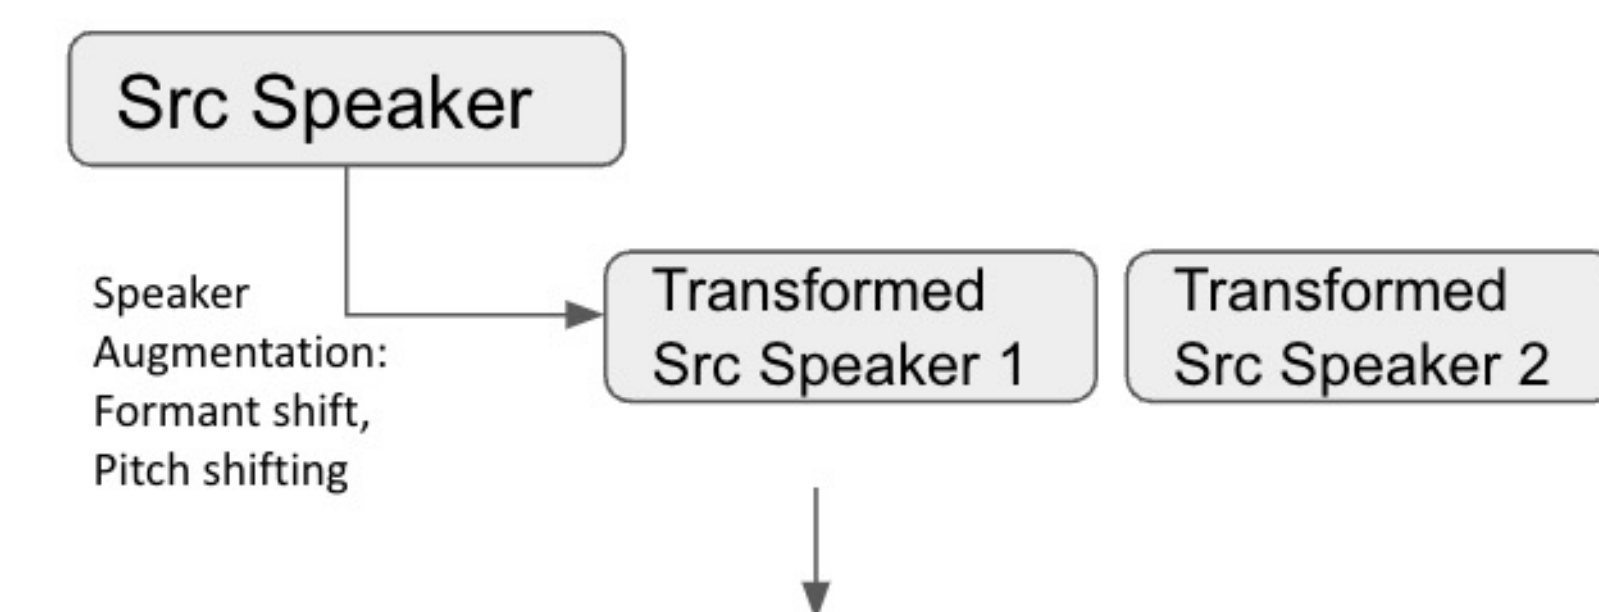 Src Speaker
Speaker
Augmentation:
Formant shift,
Pitch shifting
Transformed
Src Speaker 1
Transformed
Src Speaker 2